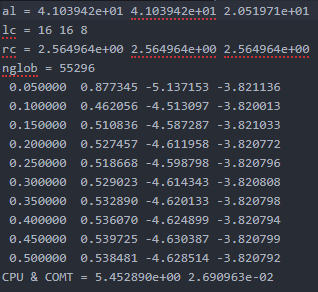 al = 4.103942e+01 4.103942e+01 2.051971e+01
lc = 16 16 8
rc = 2.564964e+00 2.564964e+00 2.564964e+00
nglob = 55296
0.050000 0.877345 -5.137153 -3.821136
0.100000 0.462056 -4.513097 -3.820013
0.150000 0.510836 -4.587287 -3.821033
0.200000 0.527457 -4.611958 -3.820772
0.250000 0.518668 -4.598798 -3.820796
0.300000 0.529023 -4.614343 -3.820808
0.350000 0.532890 -4.620133 -3.820798
0.400000 0.536070 -4.624899 -3.820794
0.450000 0.539725 -4.630387 -3.820799
0.500000 0.538481 -4.628514 -3.820792
CPU & COMT = 5.452890e+00 2.690963e-02